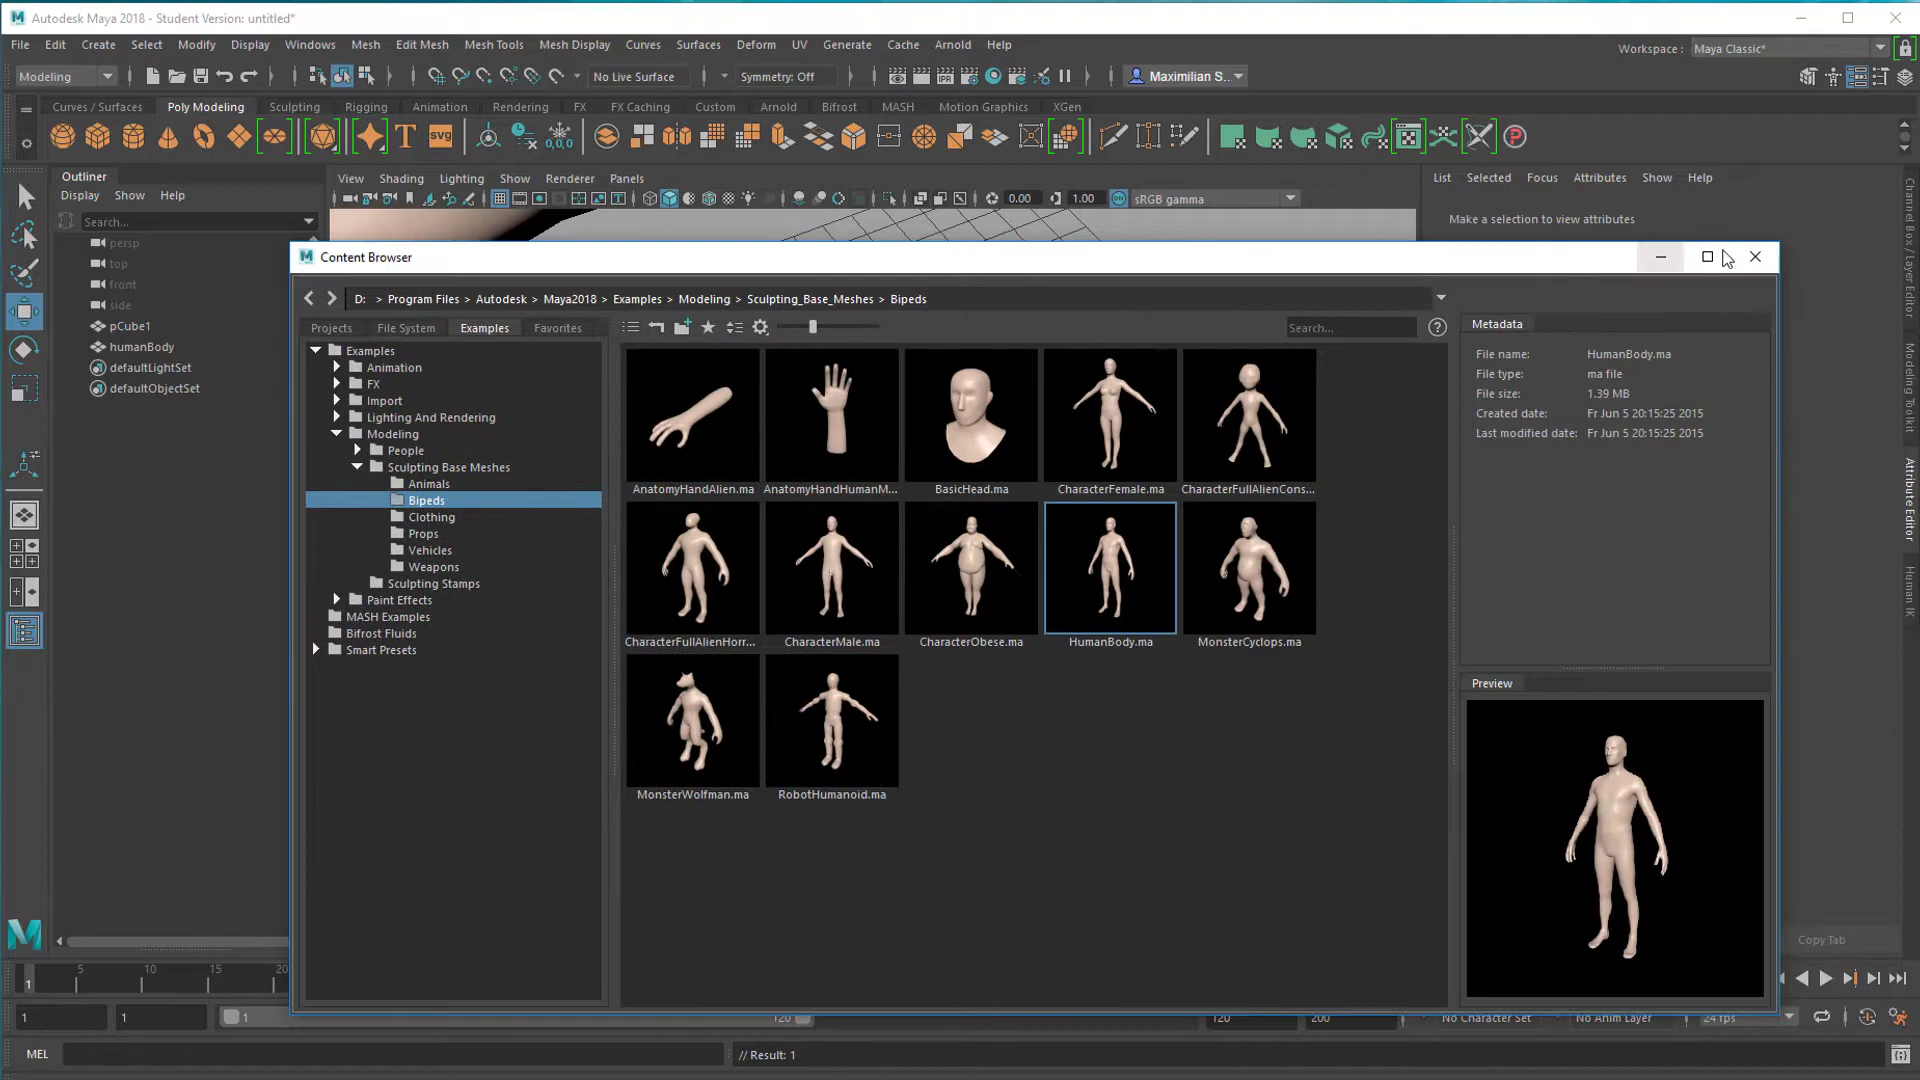 Autodesk Maya 2018 - Student Version: untitled*
File Edit Create Select Modify Display Windows Mesh Edit Mesh Mesh Tools Mesh Display Curves Surfaces Deform UV Generate Cache Arnold Help
Workspace : Maya Classic*
Modeling No Live Surface Symmetry: Off Maximilian S...
Curves / Surfaces Poly Modeling Sculpting Rigging Animation Rendering FX FX Caching Custom Arnold Bifrost MASH Motion Graphics XGen
Outliner
Display Show Help
Search...
persp
top
front
side
pCube1
humanBody
defaultLightSet
defaultObjectSet
View Shading Lighting Show Renderer Panels
0.00 1.00 sRGB gamma
List Selected Focus Attributes Show Help
Make a selection to view attributes
Channel Box / Layer Editor
Modeling Toolkit
Attribute Editor
Human IK
Content Browser
D: > Program Files > Autodesk > Maya2018 > Examples > Modeling > Sculpting_Base_Meshes > Bipeds
Projects File System Examples Favorites
Search...
Examples
Animation
FX
Import
Lighting And Rendering
Modeling
People
Sculpting Base Meshes
Animals
Bipeds
Clothing
Props
Vehicles
Weapons
Sculpting Stamps
Paint Effects
MASH Examples
Bifrost Fluids
Smart Presets
AnatomyHandAlien.ma AnatomyHandHumanM... BasicHead.ma CharacterFemale.ma CharacterFullAlienCons...
CharacterFullAlienHorr... CharacterMale.ma CharacterObese.ma HumanBody.ma MonsterCyclops.ma
MonsterWolfman.ma RobotHumanoid.ma
Metadata
File name: HumanBody.ma
File type: ma file
File size: 1.39 MB
Created date: Fr Jun 5 20:15:25 2015
Last modified date: Fr Jun 5 20:15:25 2015
Preview
Copy Tab
1 5 10 15 20
1 1 1 120 120 200 No Character Set No Anim Layer 24 fps
MEL // Result: 1